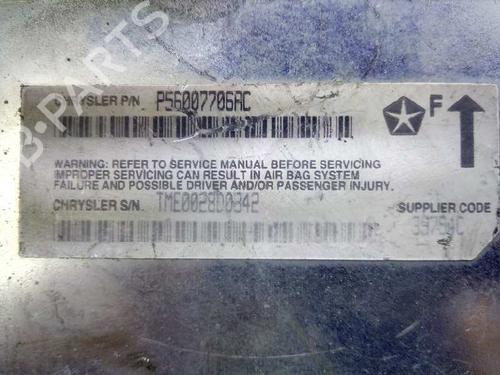 B-PARTS
CHRYSLER P/N P56007706AC
F
WARNING: REFER TO SERVICE MANUAL BEFORE SERVICING
IMPROPER SERVICING CAN RESULT IN AIR BAG SYSTEM
FAILURE AND POSSIBLE DRIVER AND/OR PASSENGER INJURY.
CHRYSLER S/N TME0028D0342
SUPPLIER CODE